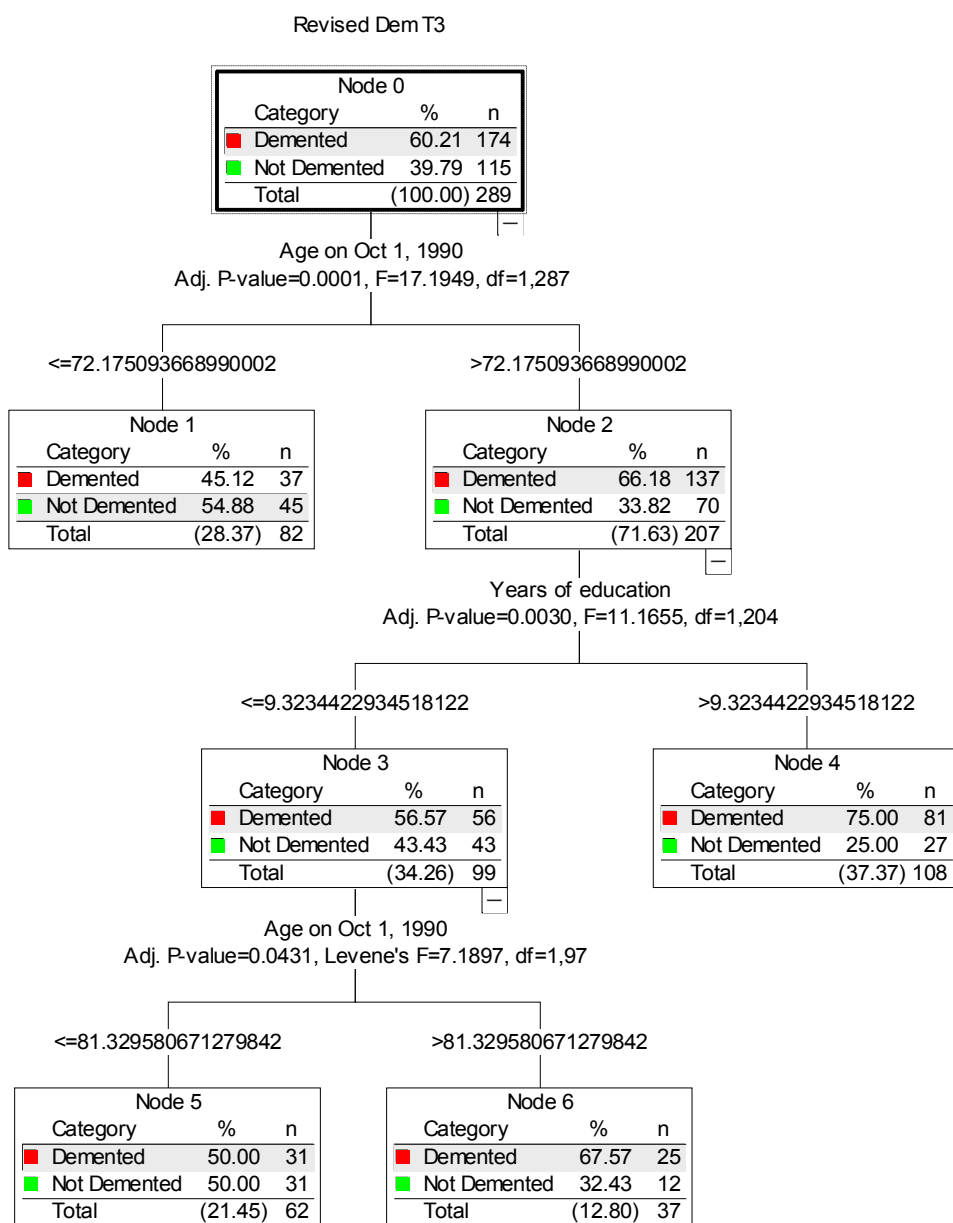 Revised Dem T3
Node 0
Category % n
Demented 60.21 174
Not Demented 39.79 115
Total (100.00) 289
Age on Oct 1, 1990
Adj. P-value=0.0001, F=17.1949, df=1,287
<=72.175093668990002
>72.175093668990002
Node 1
Category % n
Demented 45.12 37
Not Demented 54.88 45
Total (28.37) 82
Node 2
Category % n
Demented 66.18 137
Not Demented 33.82 70
Total (71.63) 207
Years of education
Adj. P-value=0.0030, F=11.1655, df=1,204
<=9.3234422934518122
>9.3234422934518122
Node 3
Category % n
Demented 56.57 56
Not Demented 43.43 43
Total (34.26) 99
Node 4
Category % n
Demented 75.00 81
Not Demented 25.00 27
Total (37.37) 108
Age on Oct 1, 1990
Adj. P-value=0.0431, Levene's F=7.1897, df=1,97
<=81.329580671279842
>81.329580671279842
Node 5
Category % n
Demented 50.00 31
Not Demented 50.00 31
Total (21.45) 62
Node 6
Category % n
Demented 67.57 25
Not Demented 32.43 12
Total (12.80) 37